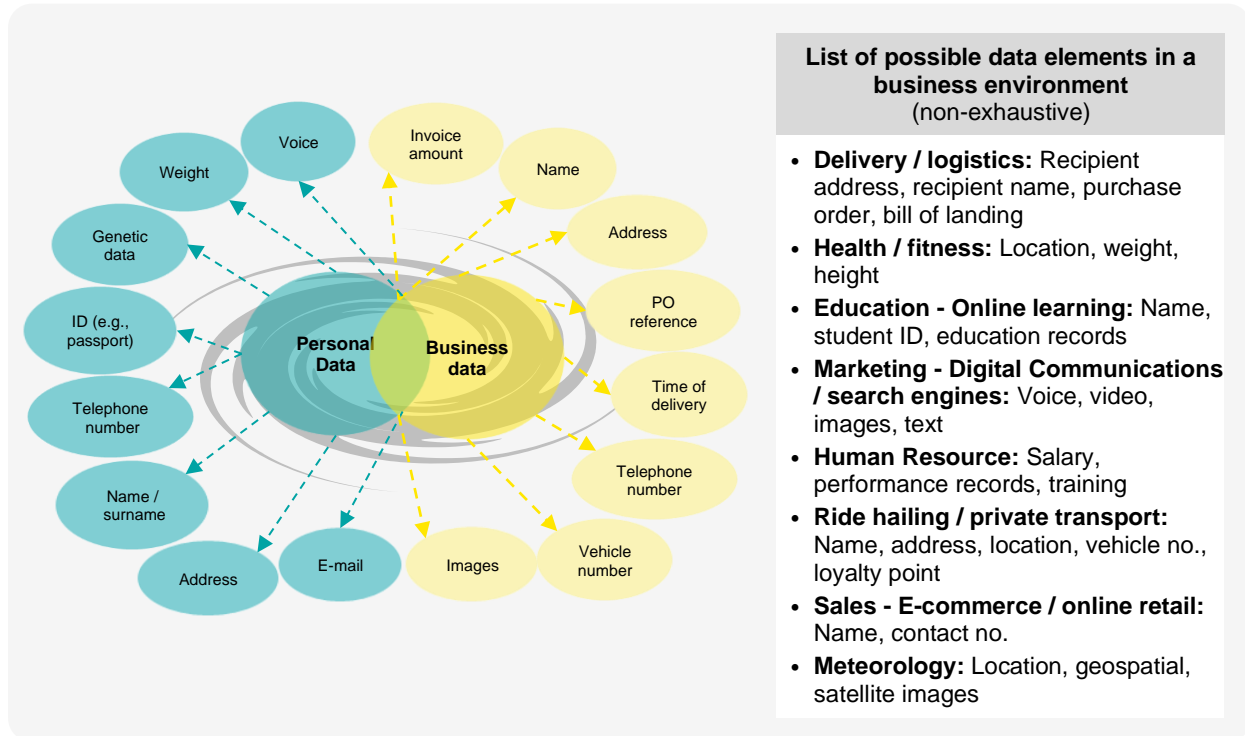 Voice
Weight
Genetic
data
ID (e.g.,
passport)
Telephone
number
Name /
surname
Address
E-mail
Personal
Data
Business
data
Invoice
amount
Name
Address
PO
reference
Time of
delivery
Telephone
number
Vehicle
number
Images
List of possible data elements in a
business environment
(non-exhaustive)
• Delivery / logistics: Recipient
address, recipient name, purchase
order, bill of landing
• Health / fitness: Location, weight,
height
• Education - Online learning: Name,
student ID, education records
• Marketing - Digital Communications
/ search engines: Voice, video,
images, text
• Human Resource: Salary,
performance records, training
• Ride hailing / private transport:
Name, address, location, vehicle no.,
loyalty point
• Sales - E-commerce / online retail:
Name, contact no.
• Meteorology: Location, geospatial,
satellite images